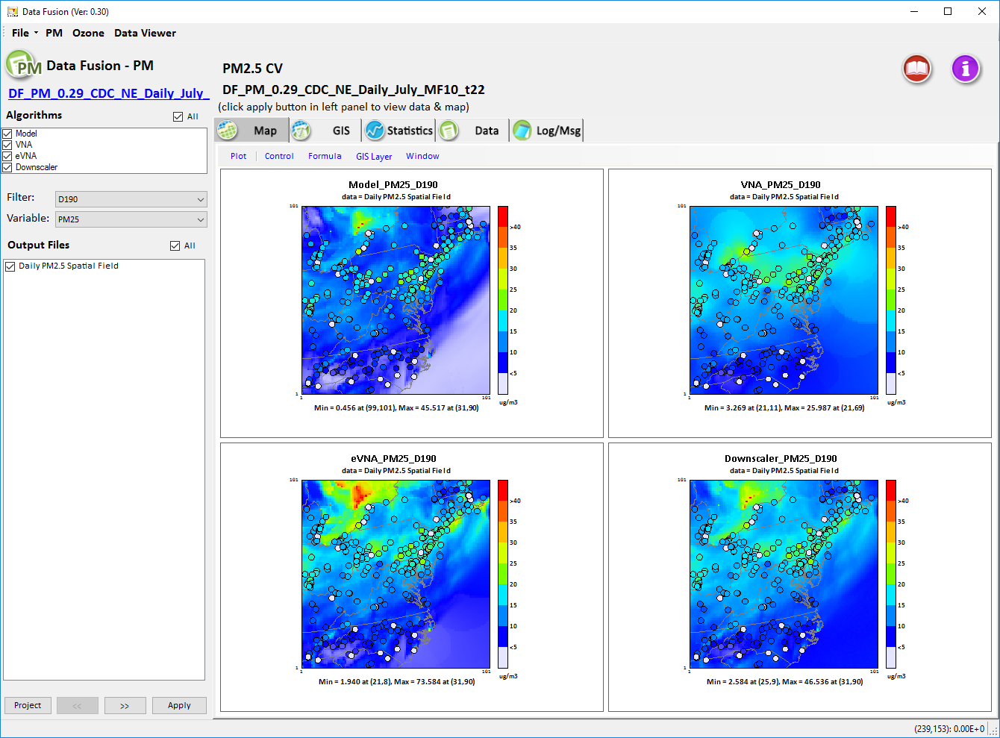 Data Fusion (Ver: 0.30)
File PM Ozone Data Viewer
PM Data Fusion - PM
DF_PM_0.29_CDC_NE_Daily_July_
Algorithms All
Model
VNA
eVNA
Downscaler
Filter: D190
Variable: PM25
Output Files All
Daily PM2.5 Spatial Field
Project << >> Apply
PM2.5 CV
DF_PM_0.29_CDC_NE_Daily_July_MF10_t22
(click apply button in left panel to view data & map)
i
Map GIS Statistics Data Log/Msg
Plot Control Formula GIS Layer Window
Model_PM25_D190
data = Daily PM2.5 Spatial Field
101
>40
35
30
25
20
15
10
<5
1
1 101
ug/m3
Min = 0.456 at (99,101), Max = 45.517 at (31,90)
VNA_PM25_D190
data = Daily PM2.5 Spatial Field
101
>40
35
30
25
20
15
10
<5
1
1 101
ug/m3
Min = 3.269 at (21,11), Max = 25.987 at (21,69)
eVNA_PM25_D190
data = Daily PM2.5 Spatial Field
101
>40
35
30
25
20
15
10
<5
1
1 101
ug/m3
Min = 1.940 at (21,8), Max = 73.584 at (31,90)
Downscaler_PM25_D190
data = Daily PM2.5 Spatial Field
101
>40
35
30
25
20
15
10
<5
1
1 101
ug/m3
Min = 2.584 at (25,9), Max = 46.536 at (31,90)
(239,153): 0.00E+0